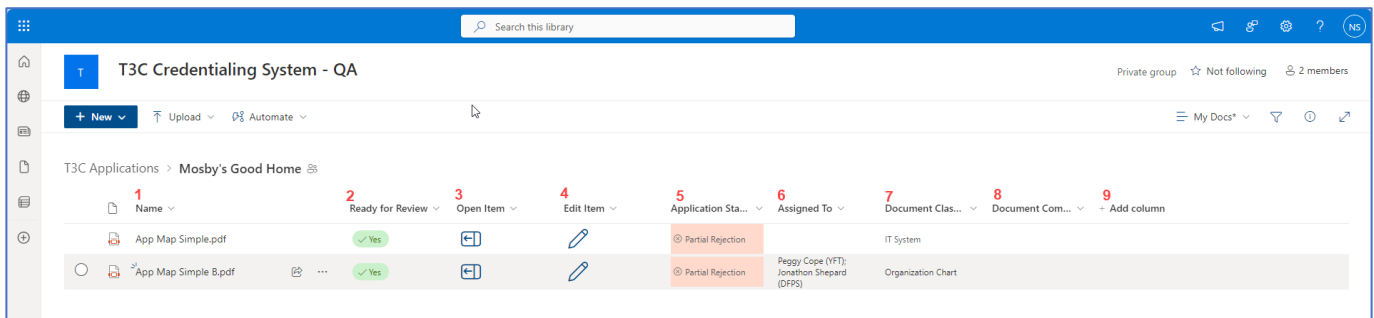 Search this library
NS
T
T3C Credentialing System - QA
Private group
Not following
2 members
+ New
Upload
Automate
My Docs*
T3C Applications > Mosby's Good Home
1
2
3
4
5
6
7
8
9
Name
Ready for Review
Open Item
Edit Item
Application Sta...
Assigned To
Document Clas...
Document Com...
+ Add column
App Map Simple.pdf
Yes
Partial Rejection
IT System
App Map Simple B.pdf
Yes
Partial Rejection
Peggy Cope (YFT);
Jonathon Shepard
(DFPS)
Organization Chart